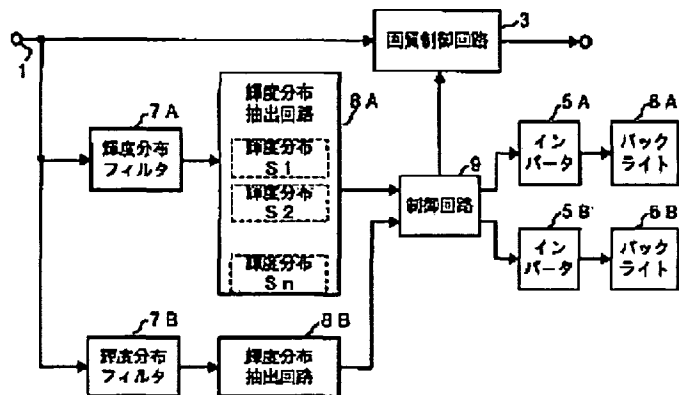 3
画質制御回路
1
7A
輝度分布
フィルタ
8A
輝度分布
抽出回路
輝度分布
S1
輝度分布
S2
輝度分布
Sn
9
制御回路
5A
イン
バータ
6A
バック
ライト
5B
イン
バータ
6B
バック
ライト
7B
輝度分布
フィルタ
8B
輝度分布
抽出回路